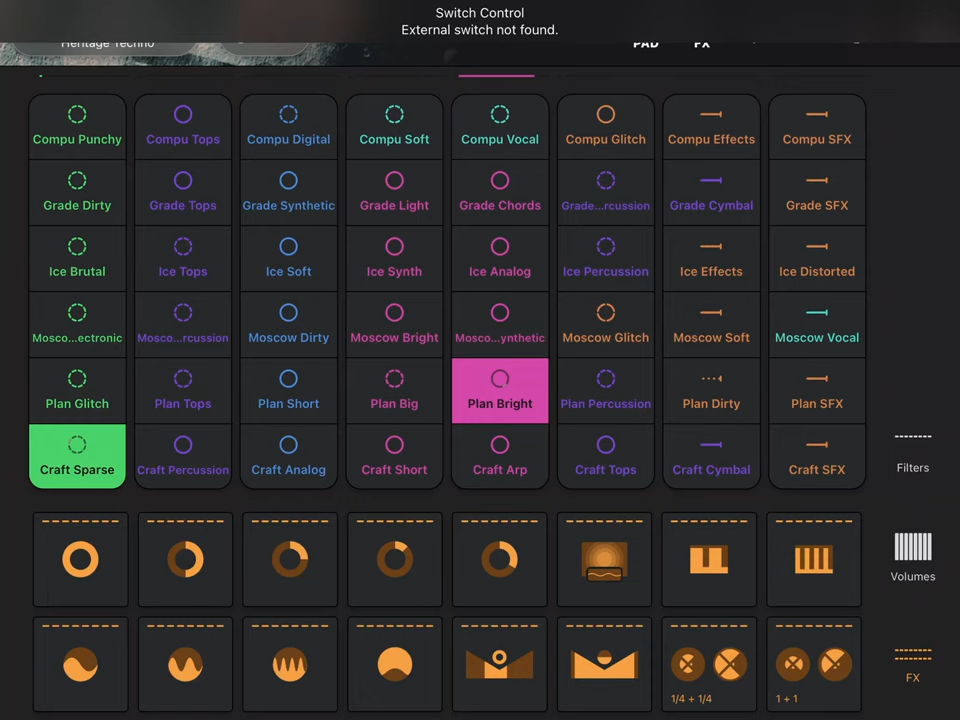 Switch Control
External switch not found.
Heritage Techno
PAD FX
Compu Punchy Compu Tops Compu Digital Compu Soft Compu Vocal Compu Glitch Compu Effects Compu SFX
Grade Dirty Grade Tops Grade Synthetic Grade Light Grade Chords Grade...rcussion Grade Cymbal Grade SFX
Ice Brutal Ice Tops Ice Soft Ice Synth Ice Analog Ice Percussion Ice Effects Ice Distorted
Mosco...ectronic Mosco...rcussion Moscow Dirty Moscow Bright Mosco...ynthetic Moscow Glitch Moscow Soft Moscow Vocal
Plan Glitch Plan Tops Plan Short Plan Big Plan Bright Plan Percussion Plan Dirty Plan SFX
Craft Sparse Craft Percussion Craft Analog Craft Short Craft Arp Craft Tops Craft Cymbal Craft SFX
Filters
Volumes
FX
1/4 + 1/4 1 + 1